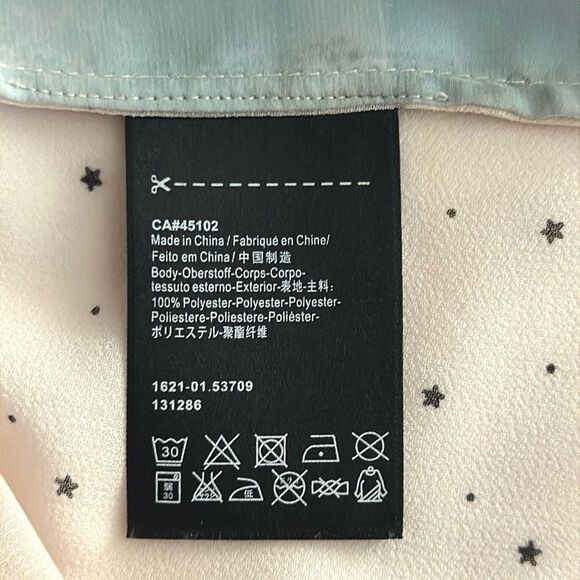 CA#45102
Made in China / Fabriqué en Chine/
Feito em China / 中国制造
Body-Oberstoff-Corps-Corpo-
tessuto esterno-Exterior-表地-主料:
100% Polyester-Polyester-Polyester-
Poliestere-Poliestere-Poliéster-
ポリエステル-聚酯纤维
1621-01.53709
131286
30
弱
30
低